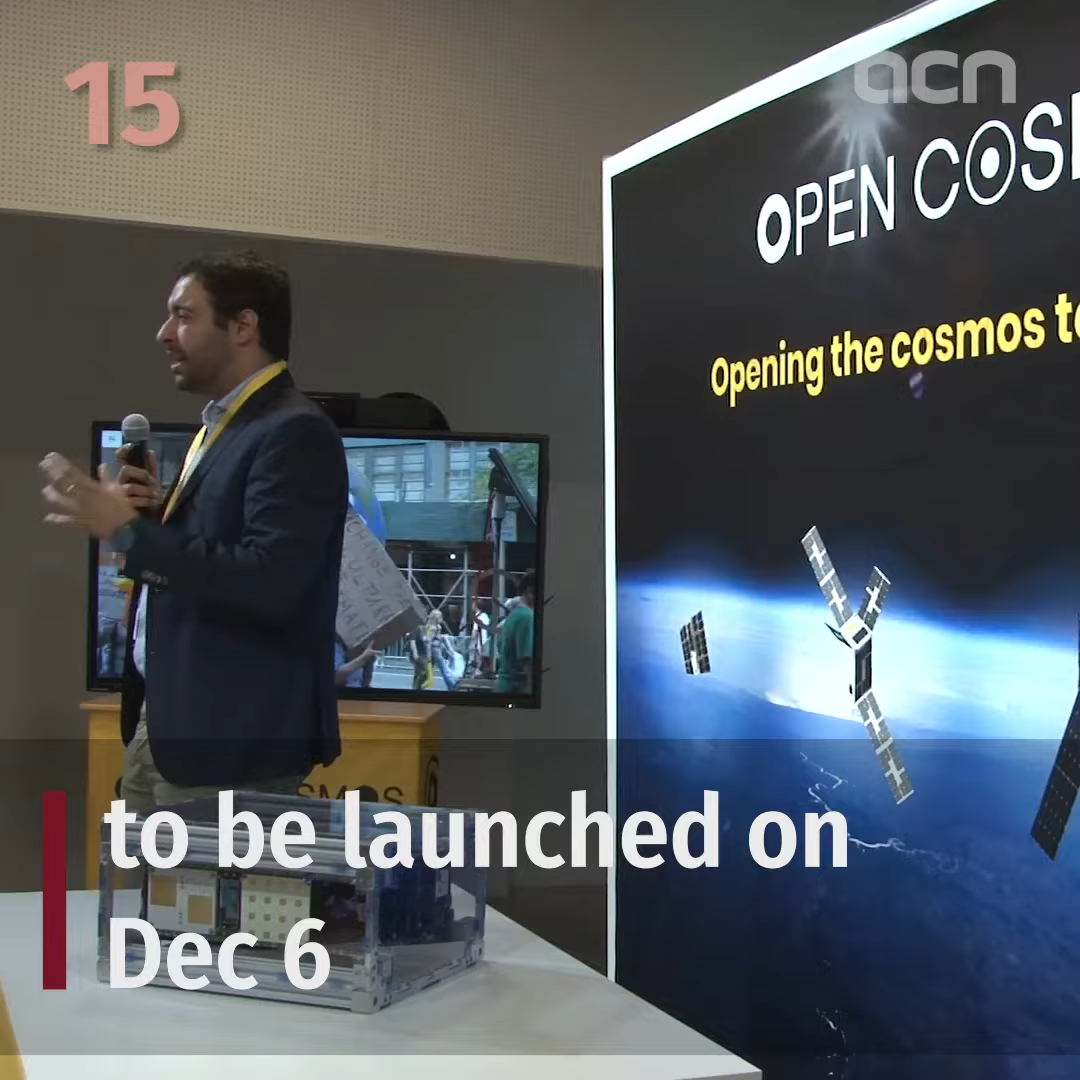 15
acn
OPEN COS
Opening the cosmos to
to be launched on
Dec 6